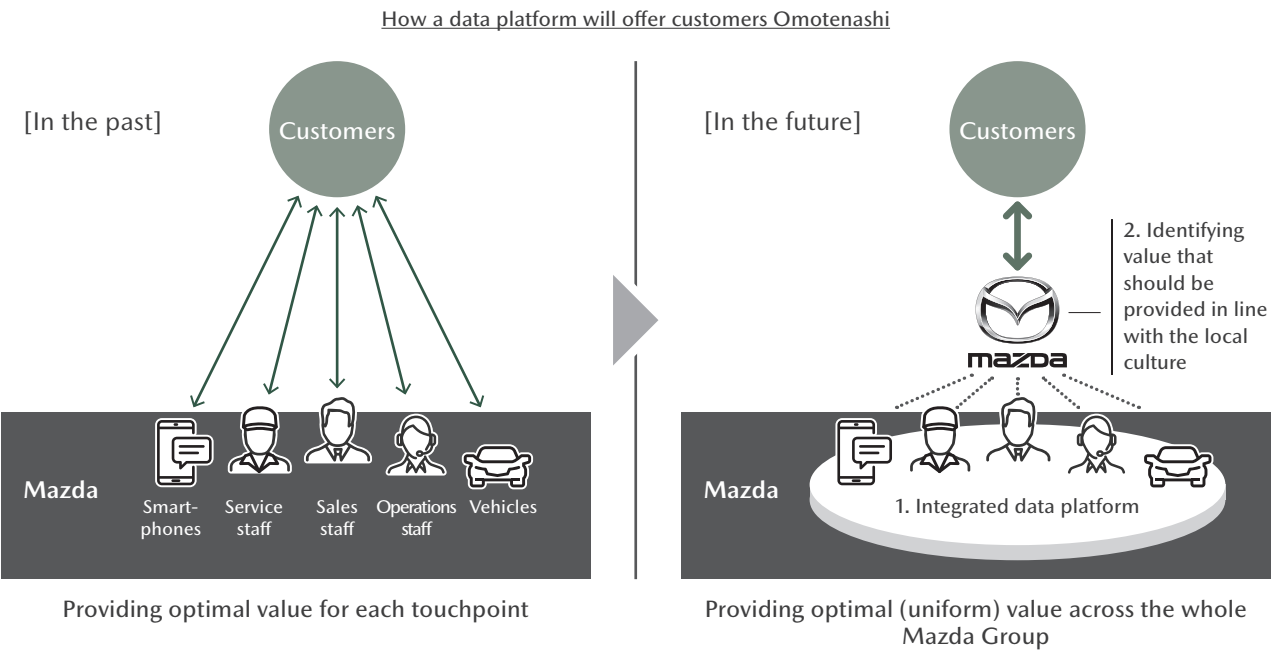 How a data platform will offer customers Omotenashi
[In the past]
Customers
Mazda
Smart-
phones
Service
staff
Sales
staff
Operations
staff
Vehicles
Providing optimal value for each touchpoint
[In the future]
Customers
2. Identifying
value that
should be
provided in line
with the local
culture
mazda
Mazda
1. Integrated data platform
Providing optimal (uniform) value across the whole
Mazda Group